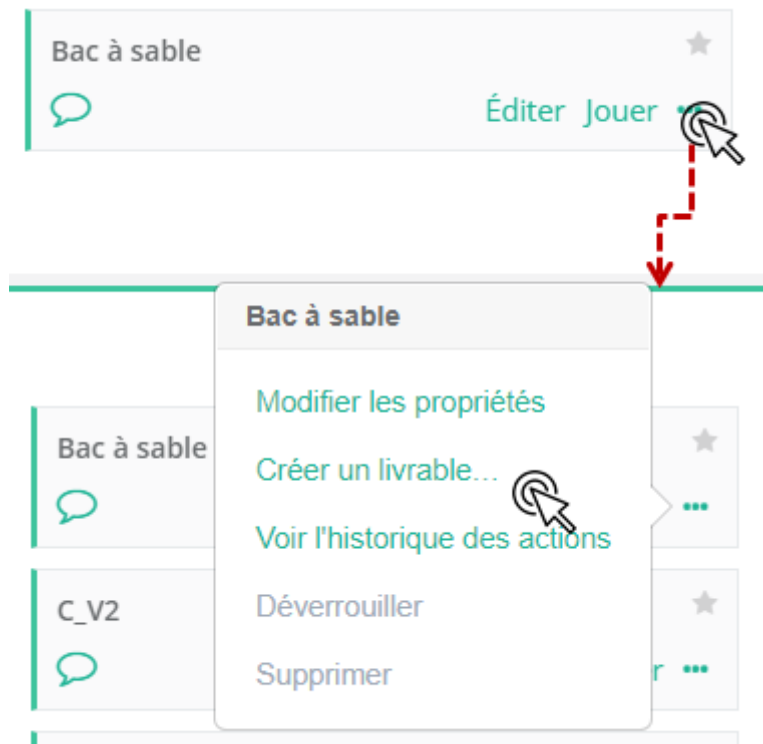 Bac à sable
Éditer Jouer
Bac à sable
Modifier les propriétés
Bac à sable
Créer un livrable...
Voir l'historique des actions
C_V2
Déverrouiller
Supprimer
r